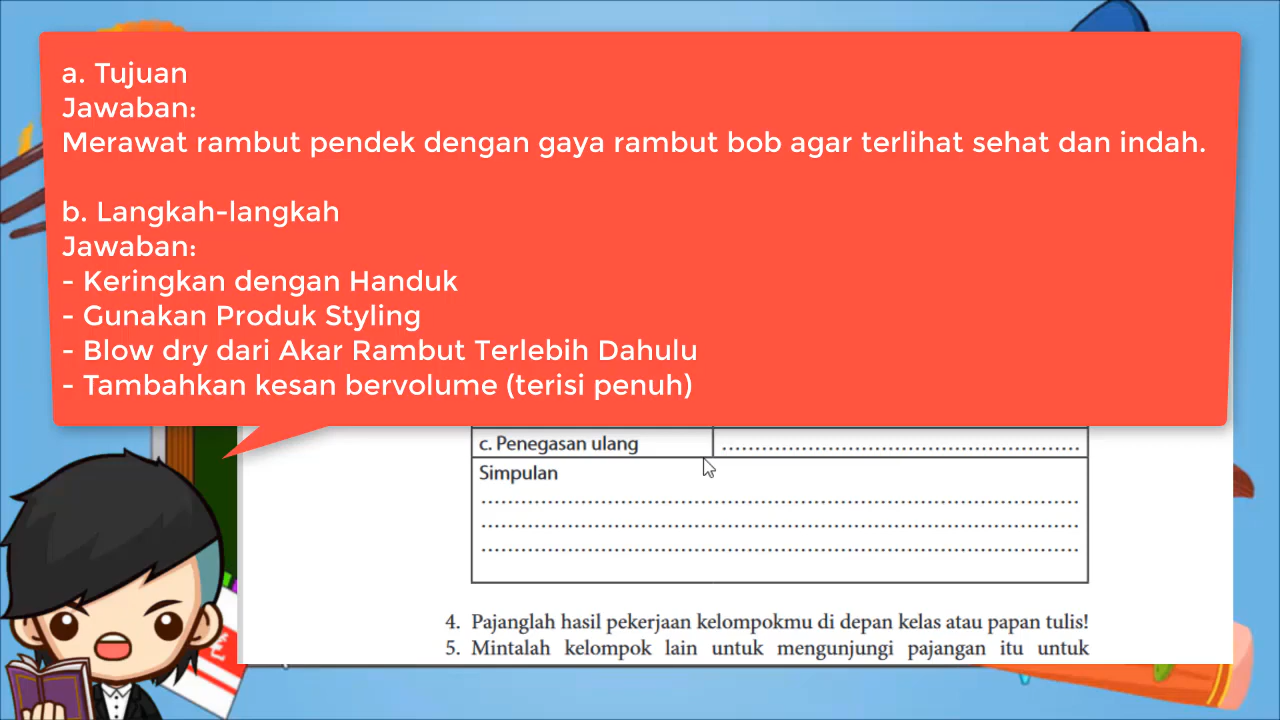 a. Tujuan
Jawaban:
Merawat rambut pendek dengan gaya rambut bob agar terlihat sehat dan indah.
b. Langkah-langkah
Jawaban:
- Keringkan dengan Handuk
- Gunakan Produk Styling
- Blow dry dari Akar Rambut Terlebih Dahulu
- Tambahkan kesan bervolume (terisi penuh)
c. Penegasan ulang ................................................................
Simpulan
..........................................................................................
..........................................................................................
..........................................................................................
4. Pajanglah hasil pekerjaan kelompokmu di depan kelas atau papan tulis!
5. Mintalah kelompok lain untuk mengunjungi pajangan itu untuk